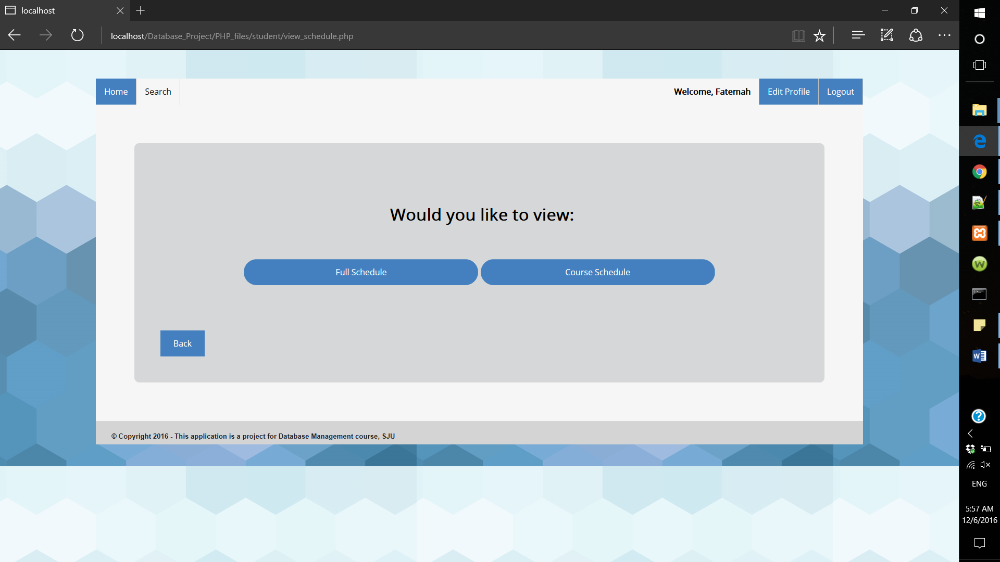 localhost
localhost/Database_Project/PHP_files/student/view_schedule.php
Home
Search
Welcome, Fatemah
Edit Profile
Logout
Would you like to view:
Full Schedule
Course Schedule
Back
© Copyright 2016 - This application is a project for Database Management course, SJU
ENG
5:57 AM
12/6/2016